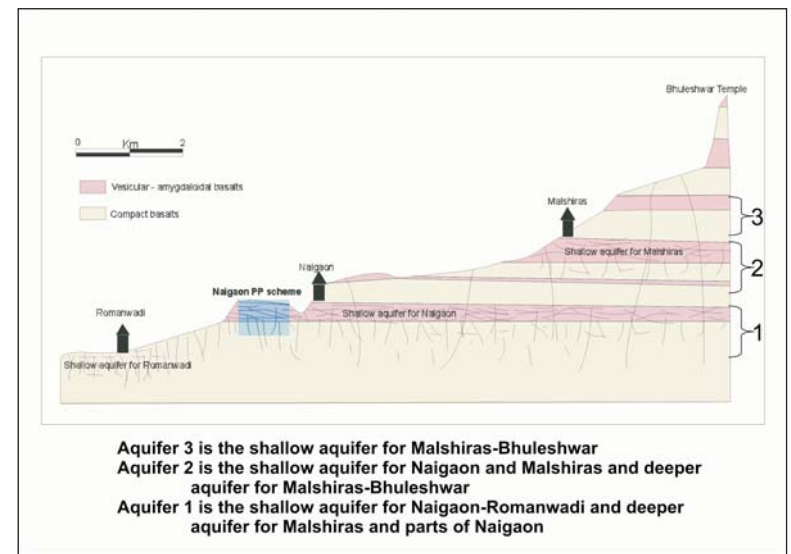 Bhuleshwar Temple
0 Km 2
Vesicular - amygdaloidal basalts
Compact basalts
Malshiras
3
Shallow aquifer for Malshiras
2
Naigaon
Naigaon PP scheme
Romanwadi
Shallow aquifer for Naigaon
1
Shallow aquifer for Romanwadi
Aquifer 3 is the shallow aquifer for Malshiras-Bhuleshwar
Aquifer 2 is the shallow aquifer for Naigaon and Malshiras and deeper
aquifer for Malshiras-Bhuleshwar
Aquifer 1 is the shallow aquifer for Naigaon-Romanwadi and deeper
aquifer for Malshiras and parts of Naigaon